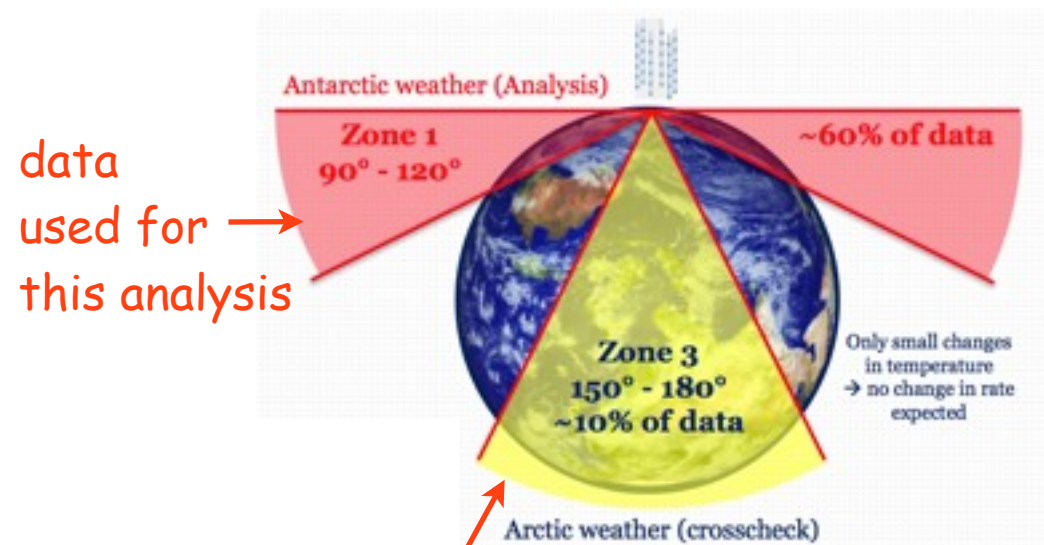 Antarctic weather (Analysis)
Zone 1
90° - 120°
~60% of data
data
used for
this analysis
Only small changes
in temperature
→ no change in rate
expected
Zone 3
150° - 180°
~10% of data
Arctic weather (crosscheck)